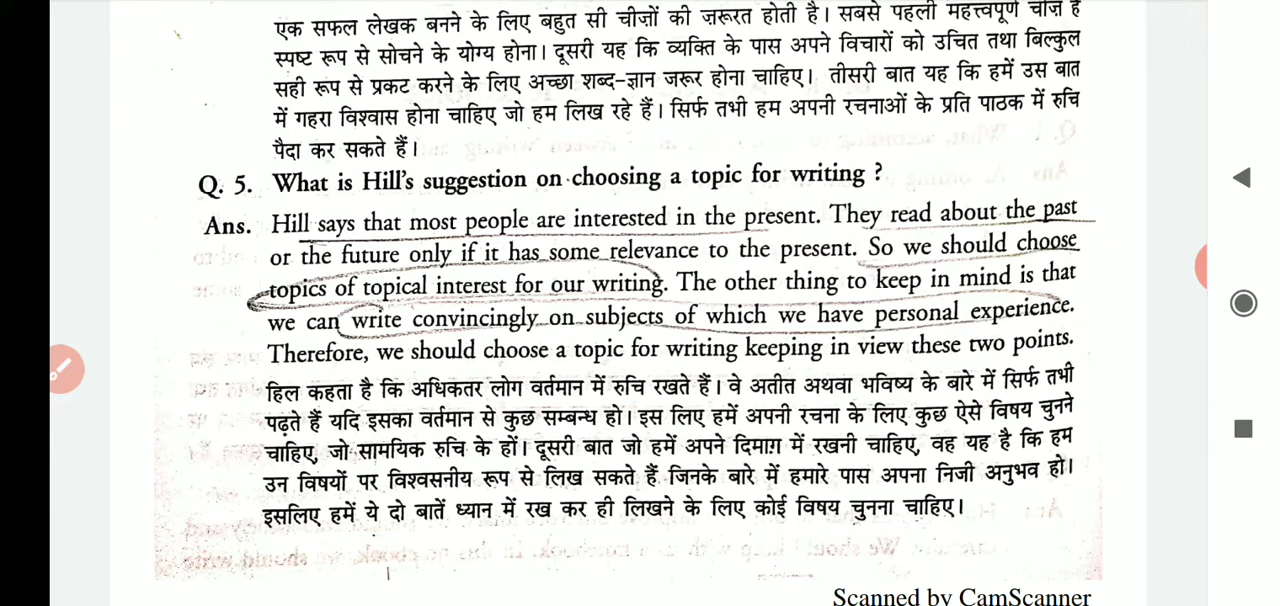 एक सफल लेखक बनने के लिए बहुत सी चीज़ों की ज़रूरत होती है। सबसे पहली महत्त्वपूर्ण चीज़ है
स्पष्ट रूप से सोचने के योग्य होना। दूसरी यह कि व्यक्ति के पास अपने विचारों को उचित तथा बिल्कुल
सही रूप से प्रकट करने के लिए अच्छा शब्द-ज्ञान जरूर होना चाहिए। तीसरी बात यह कि हमें उस बात
में गहरा विश्वास होना चाहिए जो हम लिख रहे हैं। सिर्फ तभी हम अपनी रचनाओं के प्रति पाठक में रुचि
पैदा कर सकते हैं।
Q. 5. What is Hill's suggestion on choosing a topic for writing ?
Ans. Hill says that most people are interested in the present. They read about the past
or the future only if it has some relevance to the present. So we should choose
topics of topical interest for our writing. The other thing to keep in mind is that
we can write convincingly on subjects of which we have personal experience.
Therefore, we should choose a topic for writing keeping in view these two points.
हिल कहता है कि अधिकतर लोग वर्तमान में रुचि रखते हैं। वे अतीत अथवा भविष्य के बारे में सिर्फ तभी
पढ़ते हैं यदि इसका वर्तमान से कुछ सम्बन्ध हो। इस लिए हमें अपनी रचना के लिए कुछ ऐसे विषय चुनने
चाहिए, जो सामयिक रुचि के हों। दूसरी बात जो हमें अपने दिमाग़ में रखनी चाहिए, वह यह है कि हम
उन विषयों पर विश्वसनीय रूप से लिख सकते हैं जिनके बारे में हमारे पास अपना निजी अनुभव हो।
इसलिए हमें ये दो बातें ध्यान में रख कर ही लिखने के लिए कोई विषय चुनना चाहिए।
Scanned by CamScanner